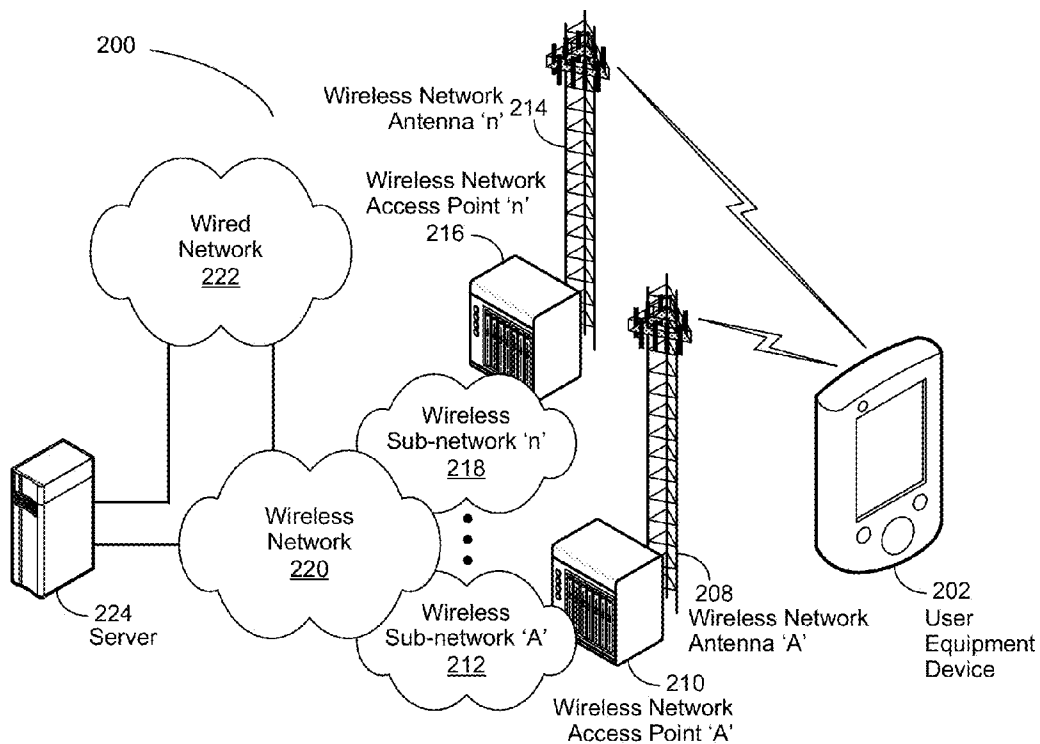 200
Wireless Network
Antenna ‘n’
214
Wireless Network
Access Point ‘n’
216
Wired
Network
222
Wireless
Sub-network ‘n’
218
Wireless
Network
220
Wireless
Sub-network ‘A’
212
224
Server
208
Wireless Network
Antenna ‘A’
210
Wireless Network
Access Point ‘A’
202
User
Equipment
Device